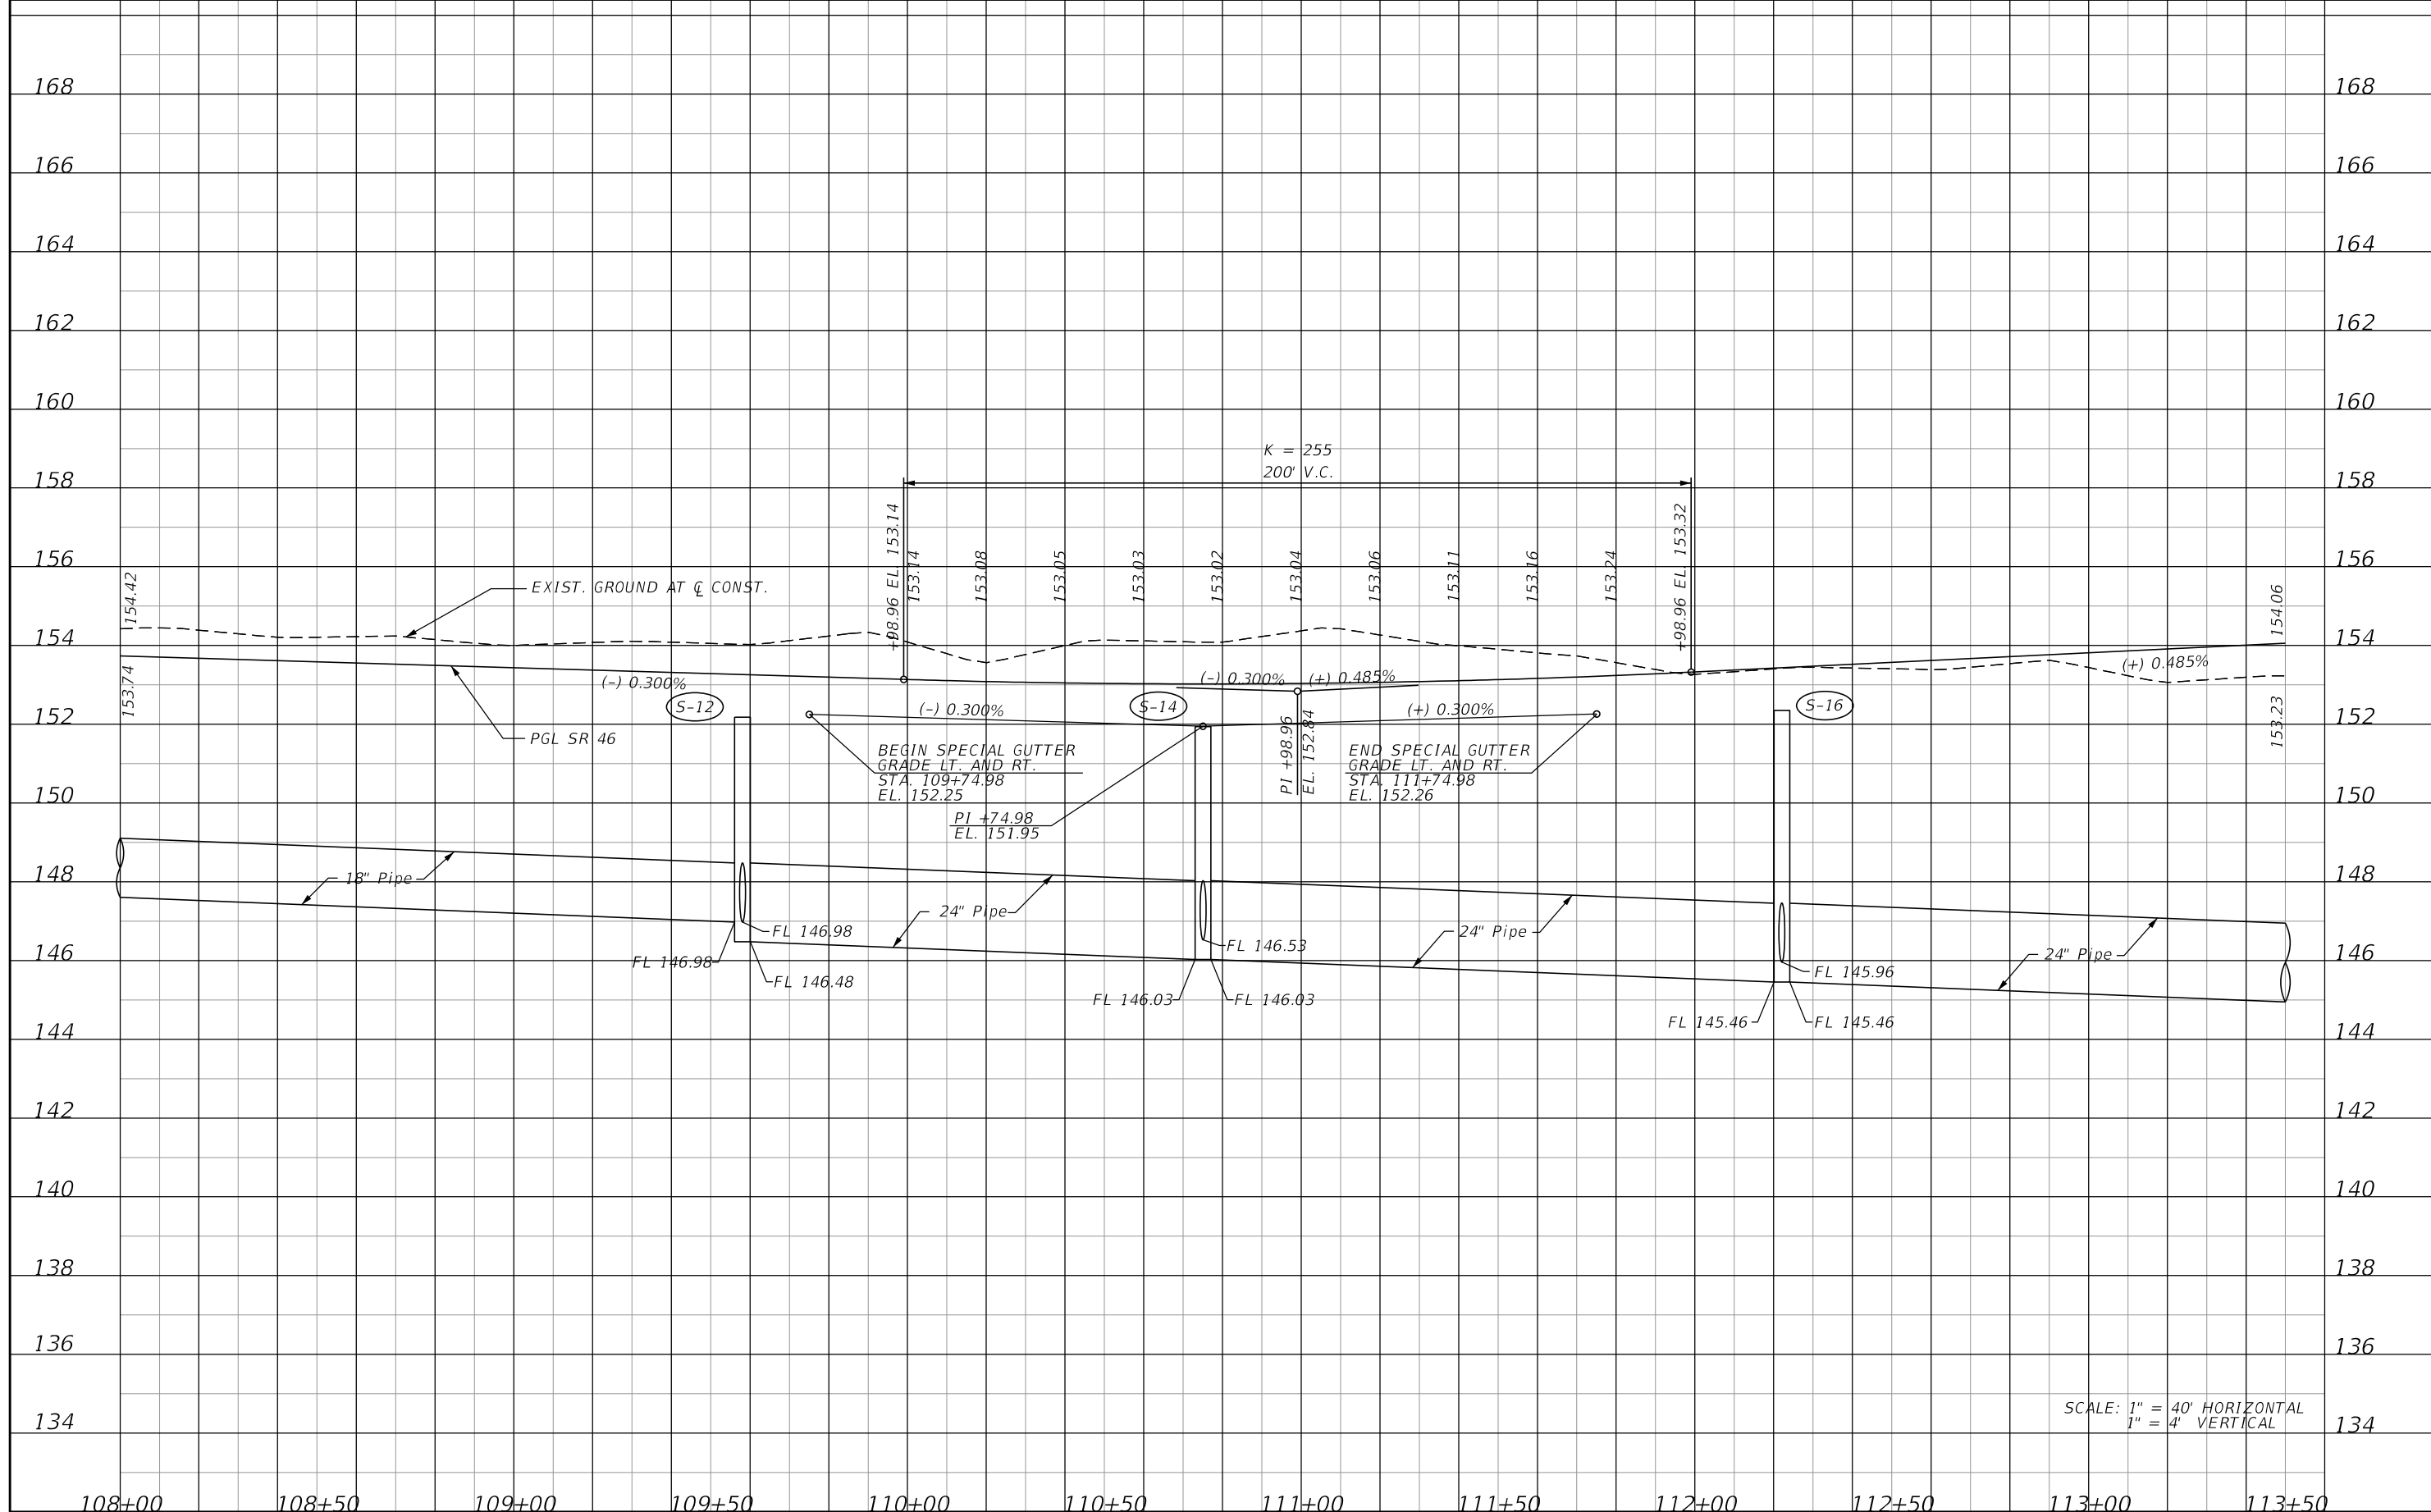 168 168
166 166
164 164
162 162
160 160
K = 255
200' V.C.
158 158
+98.96 EL. 153.14
153.14
153.08
153.05
153.03
153.02
153.04
153.06
153.11
153.16
153.24
+98.96 EL. 153.32
156 156
154.42
EXIST. GROUND AT ℄ CONST.
154.06
154 154
153.74
(-) 0.300%
(-) 0.300% (+) 0.485%
(+) 0.485%
S-12
S-14
S-16
(-) 0.300%
(+) 0.300%
152 152
153.23
PGL SR 46
BEGIN SPECIAL GUTTER
GRADE LT. AND RT.
STA. 109+74.98
EL. 152.25
PI +98.96
EL. 152.84
END SPECIAL GUTTER
GRADE LT. AND RT.
STA. 111+74.98
EL. 152.26
150 150
PI +74.98
EL. 151.95
148 148
18" Pipe
24" Pipe
24" Pipe
24" Pipe
FL 146.98
FL 146.98
FL 146.48
146 146
FL 146.53
FL 146.03
FL 146.03
FL 145.96
FL 145.46
FL 145.46
144 144
142 142
140 140
138 138
136 136
SCALE: 1" = 40' HORIZONTAL
1" = 4' VERTICAL
134 134
108+00 108+50 109+00 109+50 110+00 110+50 111+00 111+50 112+00 112+50 113+00 113+50